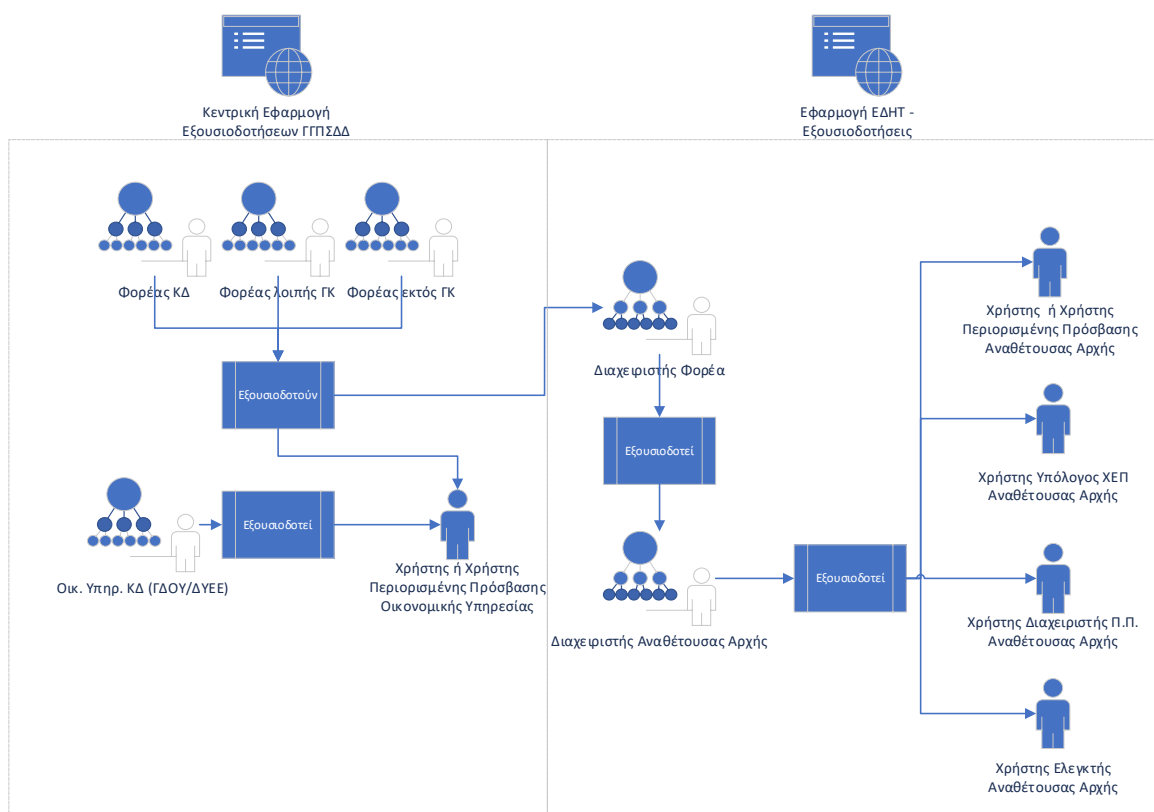 Κεντρική Εφαρμογή
Εξουσιοδοτήσεων ΓΓΠΣΔΔ
Εφαρμογή ΕΔΗΤ -
Εξουσιοδοτήσεις
Φορέας ΚΔ
Φορέας λοιπής ΓΚ
Φορέας εκτός ΓΚ
Εξουσιοδοτούν
Διαχειριστής Φορέα
Χρήστης ή Χρήστης
Περιορισμένης Πρόσβασης
Αναθέτουσας Αρχής
Εξουσιοδοτεί
Χρήστης Υπόλογος ΧΕΠ
Αναθέτουσας Αρχής
Οικ. Υπηρ. ΚΔ (ΓΔΟΥ/ΔΥΕΕ)
Εξουσιοδοτεί
Χρήστης ή Χρήστης
Περιορισμένης Πρόσβασης
Οικονομικής Υπηρεσίας
Διαχειριστής Αναθέτουσας Αρχής
Εξουσιοδοτεί
Χρήστης Διαχειριστής Π.Π.
Αναθέτουσας Αρχής
Χρήστης Ελεγκτής
Αναθέτουσας Αρχής